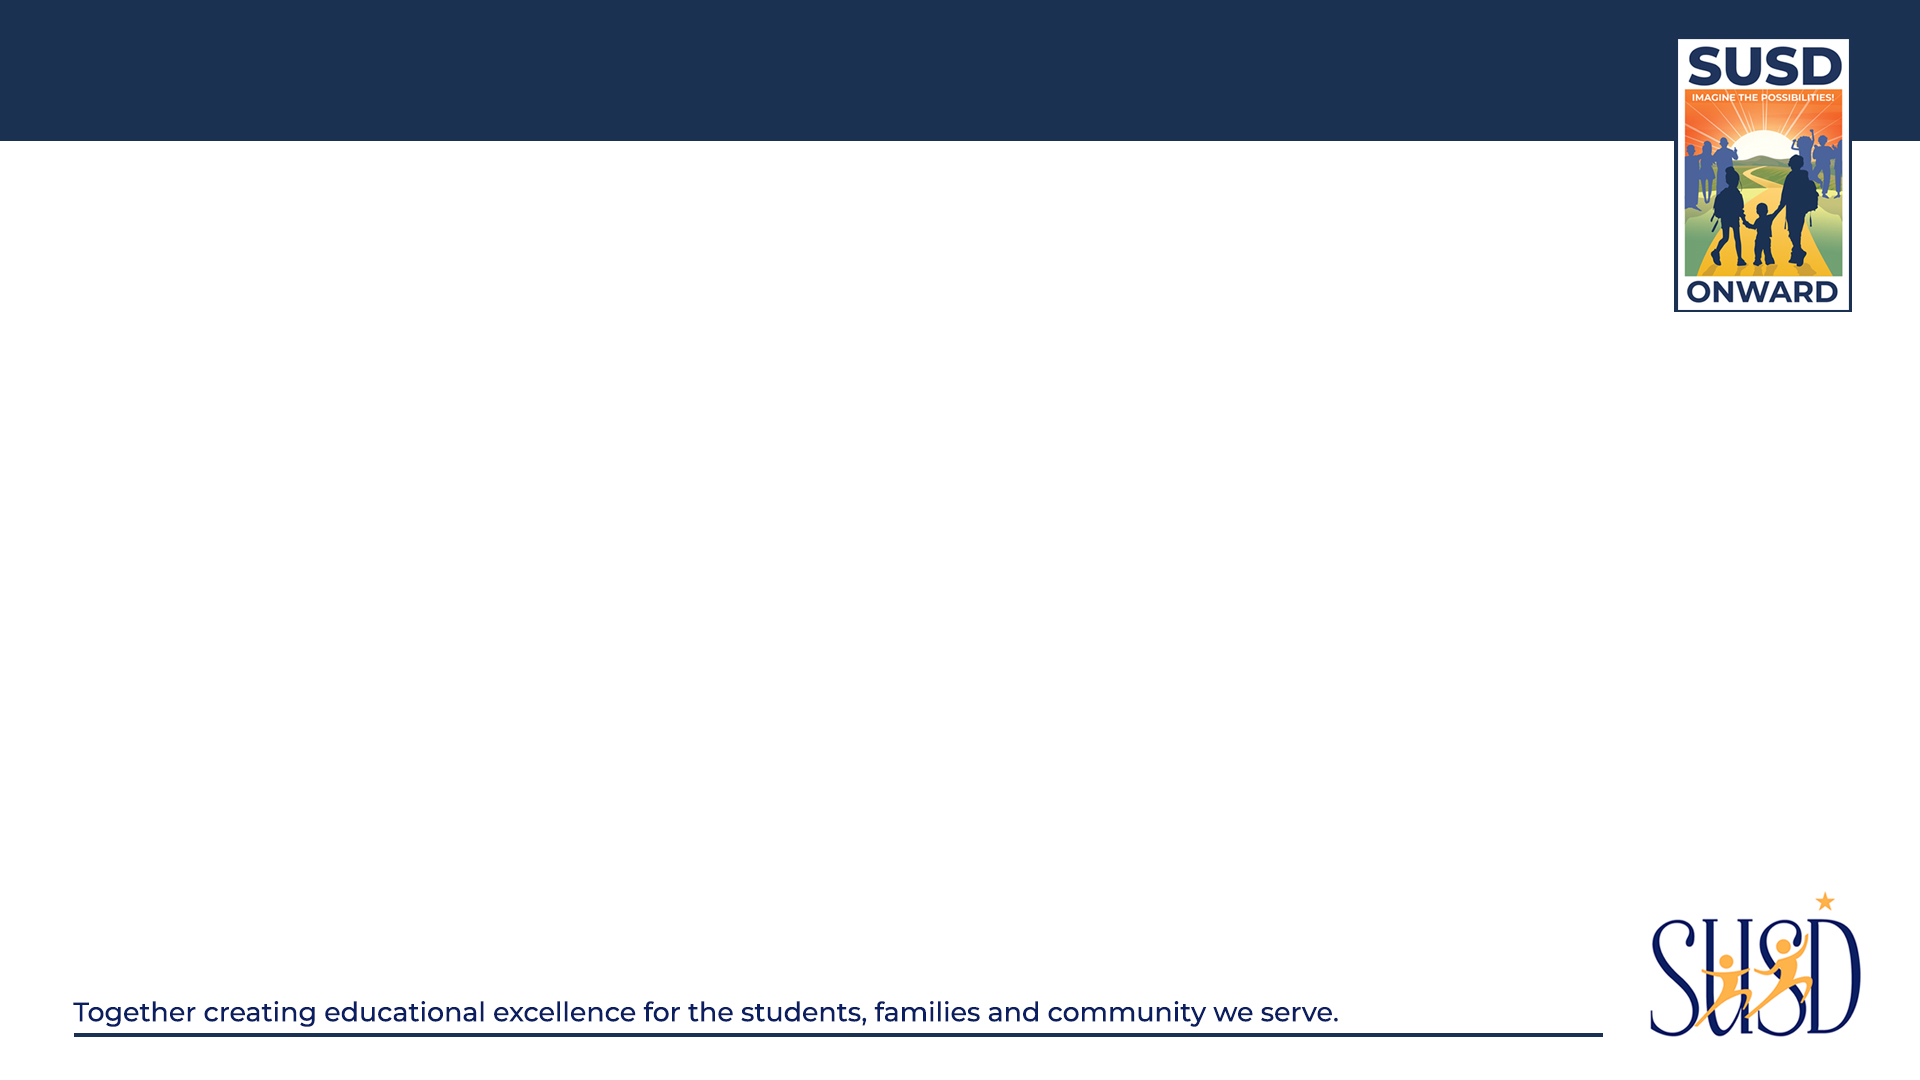 SUSD
IMAGINE THE POSSIBILITIES!
ONWARD
Together creating educational excellence for the students, families and community we serve.
SUSD